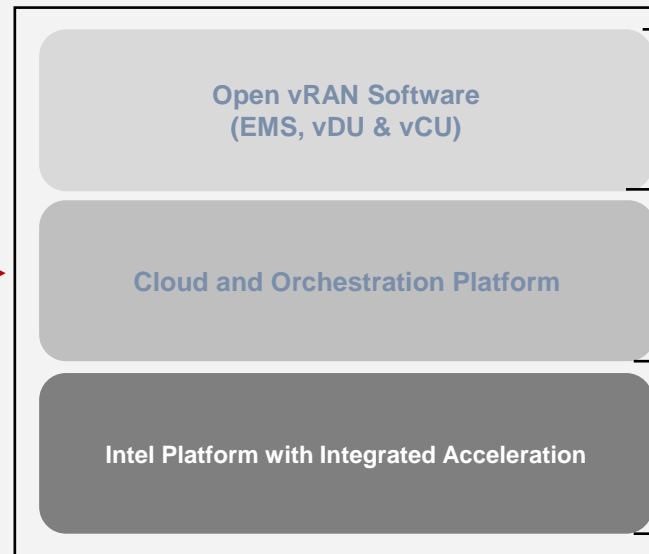 Open vRAN Software
(EMS, vDU & vCU)
Cloud and Orchestration Platform
Intel Platform with Integrated Acceleration